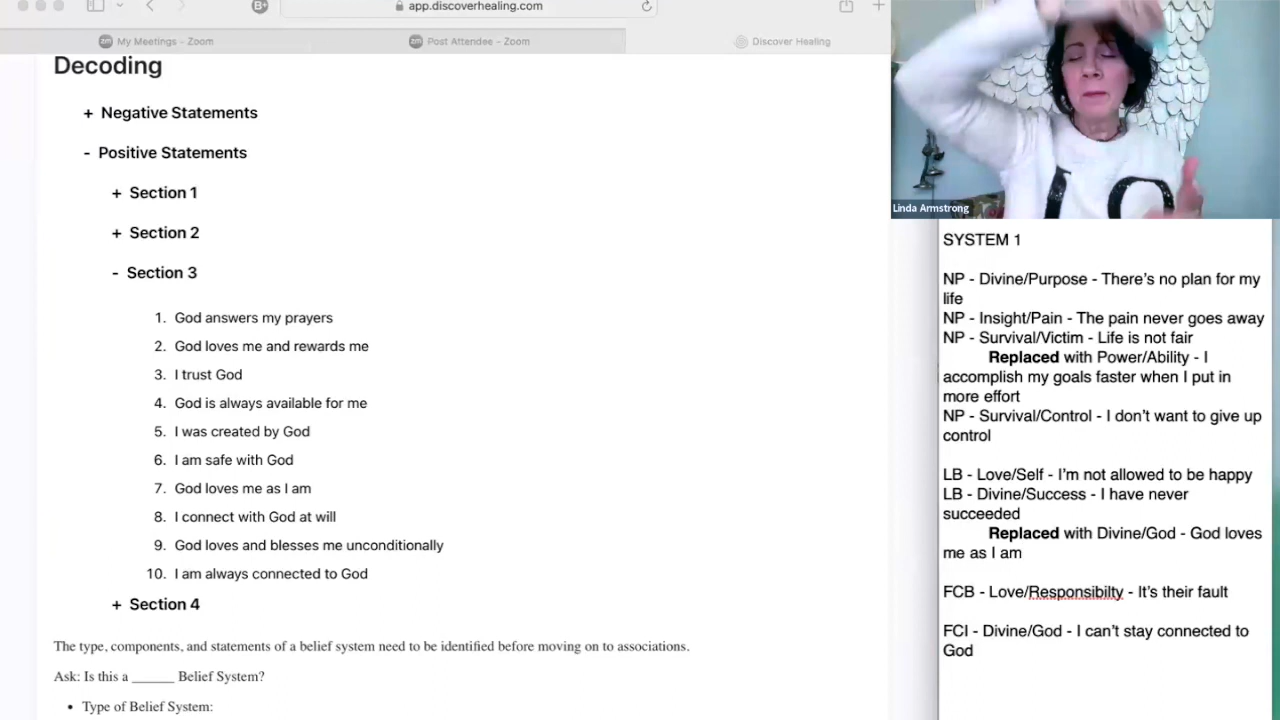 app.discoverhealing.com
My Meetings - Zoom
Post Attendee - Zoom
Discover Healing
Decoding
+ Negative Statements
- Positive Statements
+ Section 1
+ Section 2
- Section 3
1. God answers my prayers
2. God loves me and rewards me
3. I trust God
4. God is always available for me
5. I was created by God
6. I am safe with God
7. God loves me as I am
8. I connect with God at will
9. God loves and blesses me unconditionally
10. I am always connected to God
+ Section 4
The type, components, and statements of a belief system need to be identified before moving on to associations.
Ask: Is this a ______ Belief System?
• Type of Belief System:
Linda Armstrong
SYSTEM 1
NP - Divine/Purpose - There's no plan for my
life
NP - Insight/Pain - The pain never goes away
NP - Survival/Victim - Life is not fair
Replaced with Power/Ability - I
accomplish my goals faster when I put in
more effort
NP - Survival/Control - I don't want to give up
control
LB - Love/Self - I'm not allowed to be happy
LB - Divine/Success - I have never
succeeded
Replaced with Divine/God - God loves
me as I am
FCB - Love/Responsibilty - It's their fault
FCI - Divine/God - I can't stay connected to
God